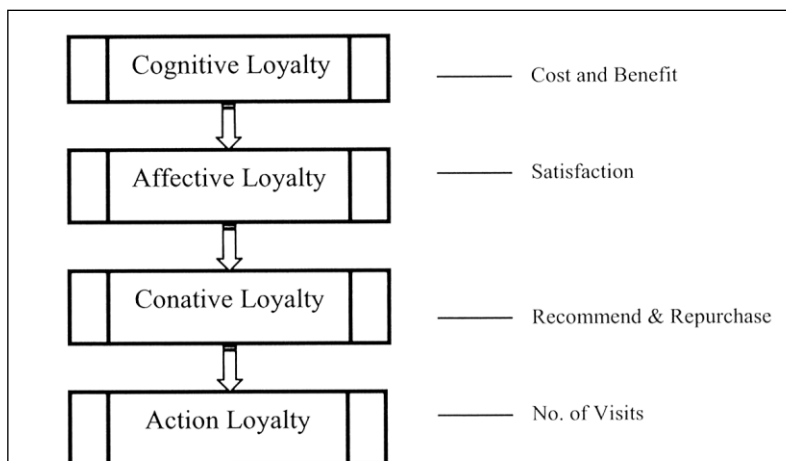 Cognitive Loyalty
Cost and Benefit
Affective Loyalty
Satisfaction
Conative Loyalty
Recommend & Repurchase
Action Loyalty
No. of Visits